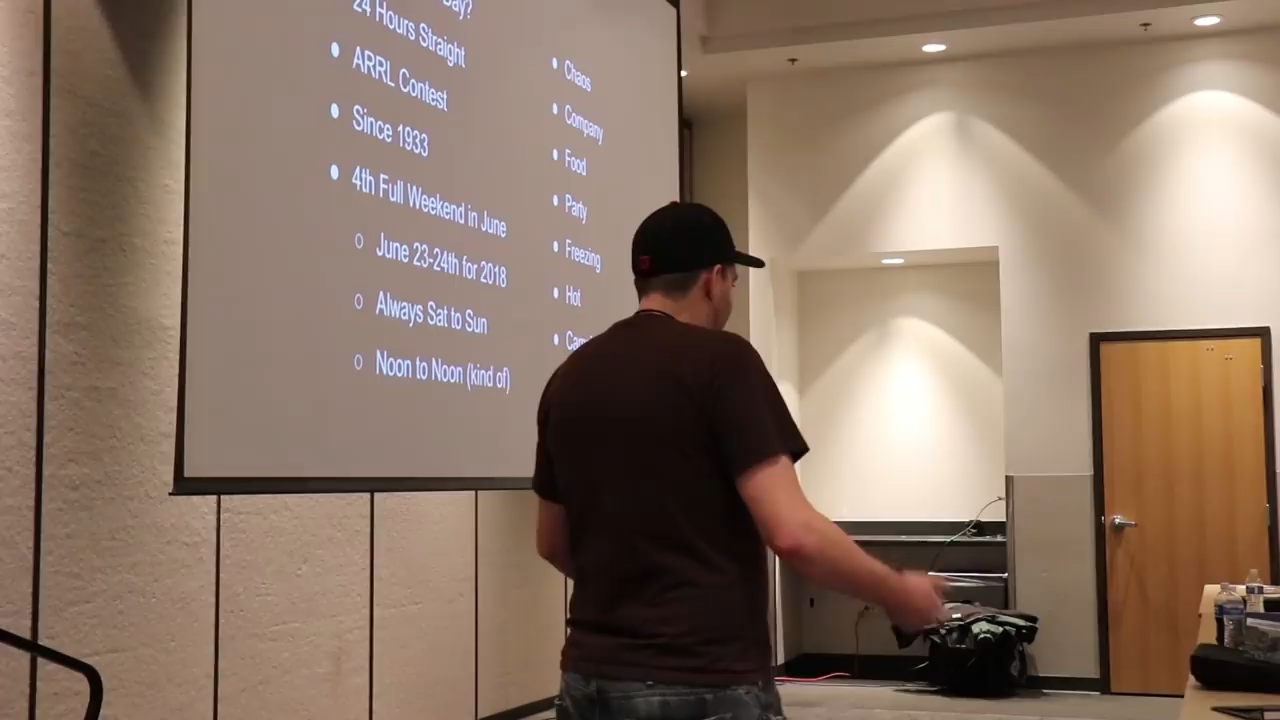 Day?
24 Hours Straight
ARRL Contest
Since 1933
4th Full Weekend in June
June 23-24th for 2018
Always Sat to Sun
Noon to Noon (kind of)
Chaos
Company
Food
Party
Freezing
Hot